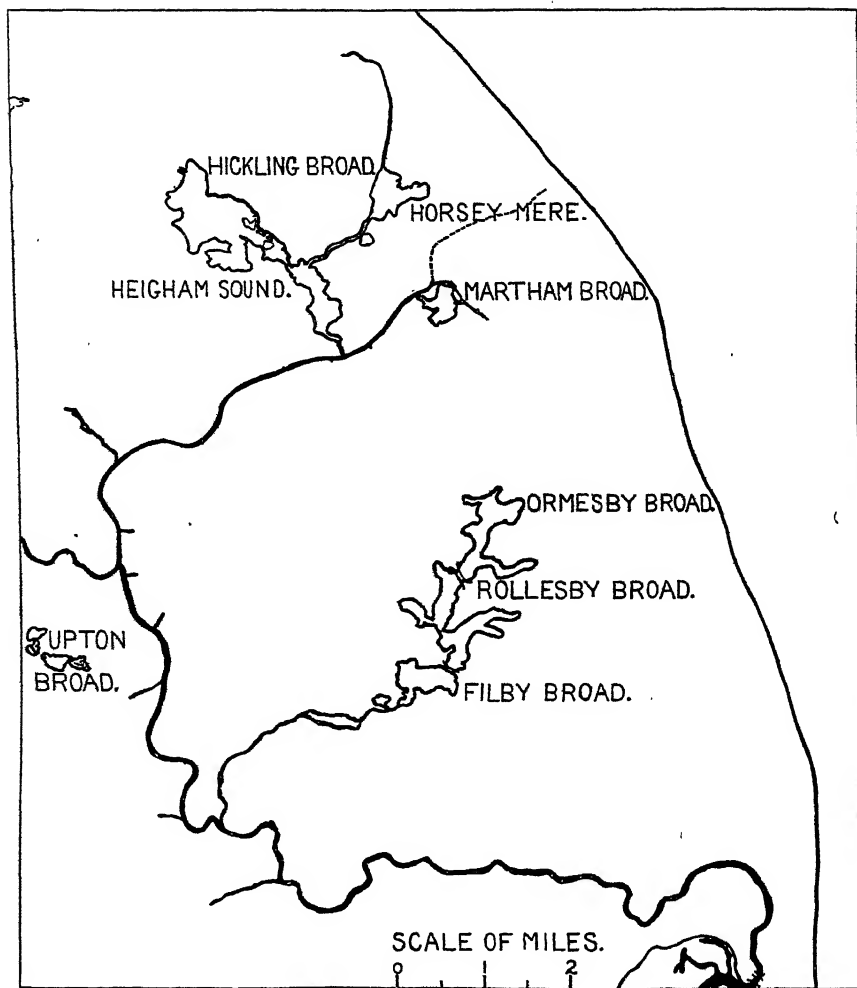 HICKLING BROAD.
HORSEY MERE.
HEIGHAM SOUND.
MARTHAM BROAD.
ORMESBY BROAD.
ROLLESBY BROAD.
UPTON
BROAD.
FILBY BROAD.
SCALE OF MILES.
0 1 2